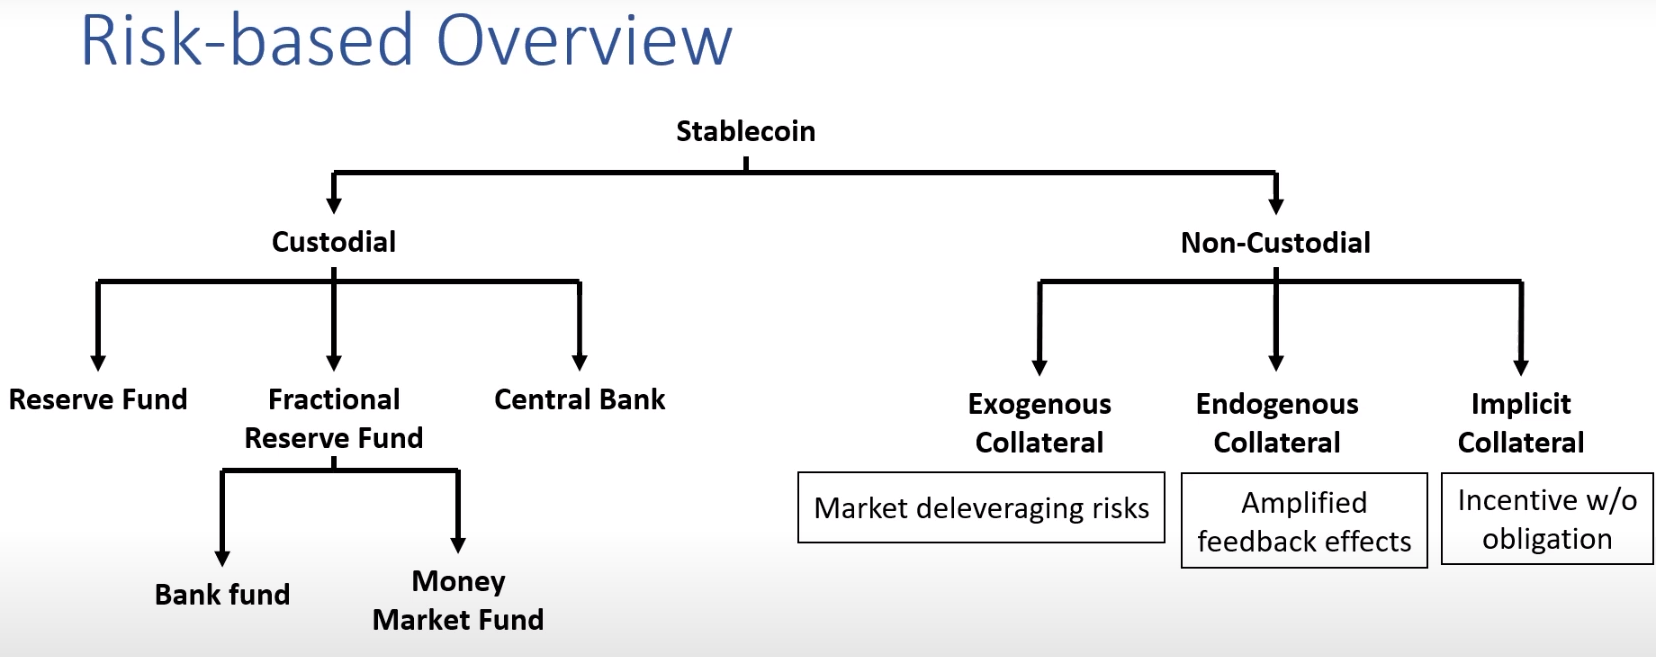 Risk-based Overview
Stablecoin
Custodial
Non-Custodial
Reserve Fund
Fractional
Reserve Fund
Central Bank
Exogenous
Collateral
Endogenous
Collateral
Implicit
Collateral
Market deleveraging risks
Amplified
feedback effects
Incentive w/o
obligation
Bank fund
Money
Market Fund